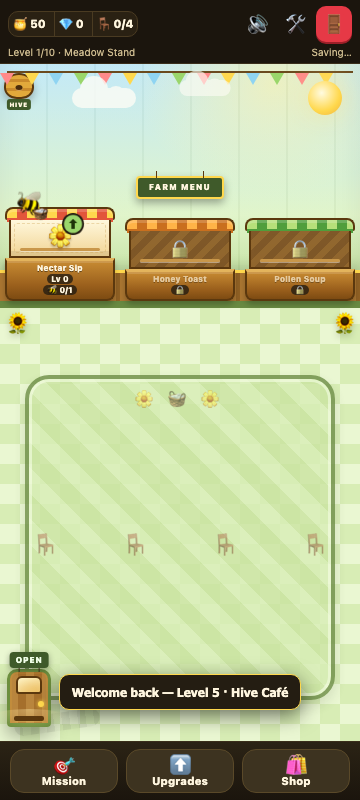 50
0
0/4
Level 1/10 · Meadow Stand
Saving...
HIVE
FARM MENU
Nectar Sip
Lv 0
0/1
Honey Toast
Pollen Soup
OPEN
Welcome back — Level 5 · Hive Café
Mission
Upgrades
Shop